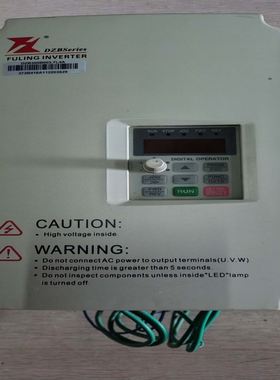 DZBSeries
FULING INVERTER
DIGITAL OPERATOR
RUN
CAUTION:
• High voltage inside.
WARNING:
• Do not connect AC power to output terminals(U.V.W)
• Discharging time is greater than 5 seconds.
• Do not inspect components unless inside"LED"lamp
is turned off.